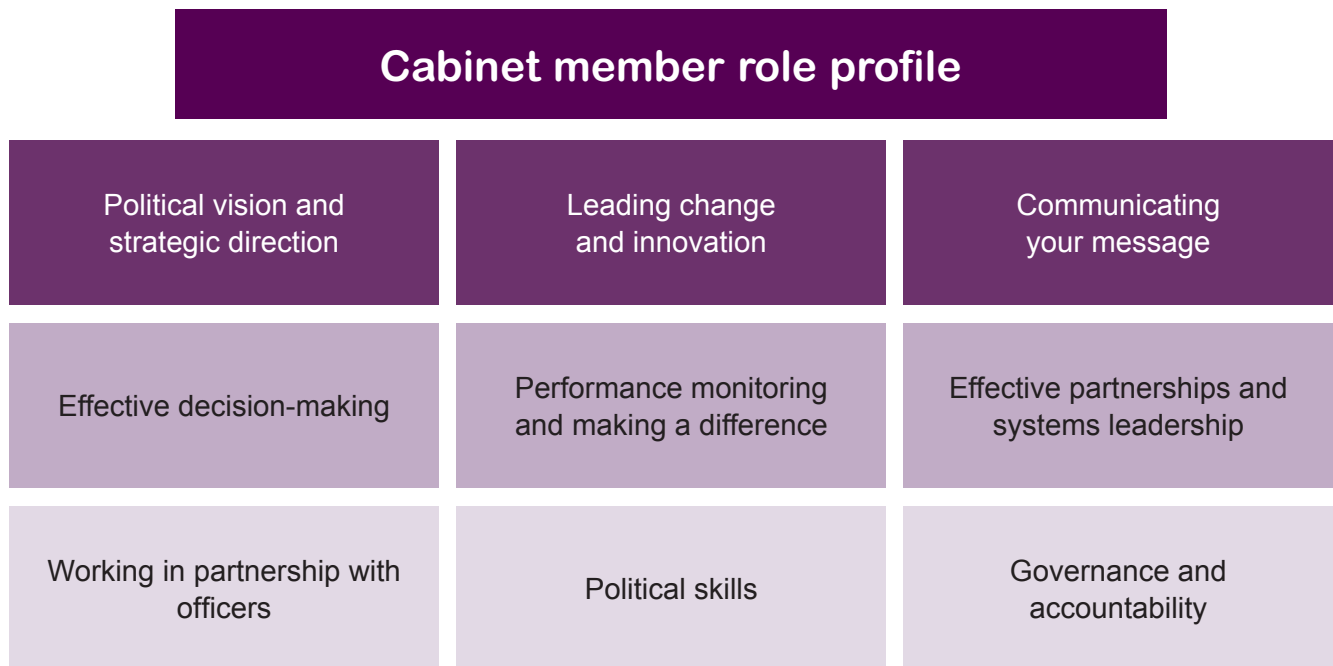 Cabinet member role profile
Political vision and
strategic direction
Leading change
and innovation
Communicating
your message
Effective decision-making
Performance monitoring
and making a difference
Effective partnerships and
systems leadership
Working in partnership with
officers
Political skills
Governance and
accountability